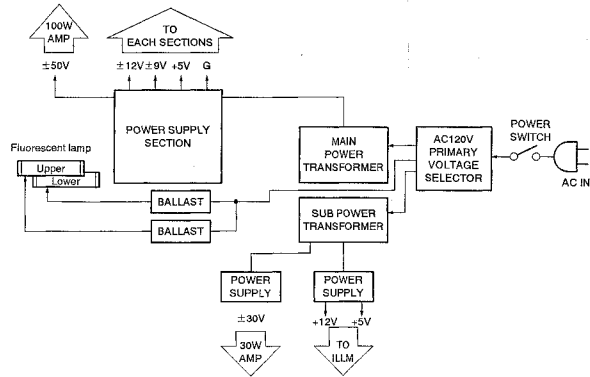 100W
AMP
TO
EACH SECTIONS
±50V
±12V ±9V +5V G
POWER SUPPLY
SECTION
MAIN
POWER
TRANSFORMER
AC120V
PRIMARY
VOLTAGE
SELECTOR
POWER
SWITCH
AC IN
Fluorescent lamp
Upper
Lower
BALLAST
BALLAST
SUB POWER
TRANSFORMER
POWER
SUPPLY
POWER
SUPPLY
±30V
+12V +5V
30W
AMP
TO
ILLM